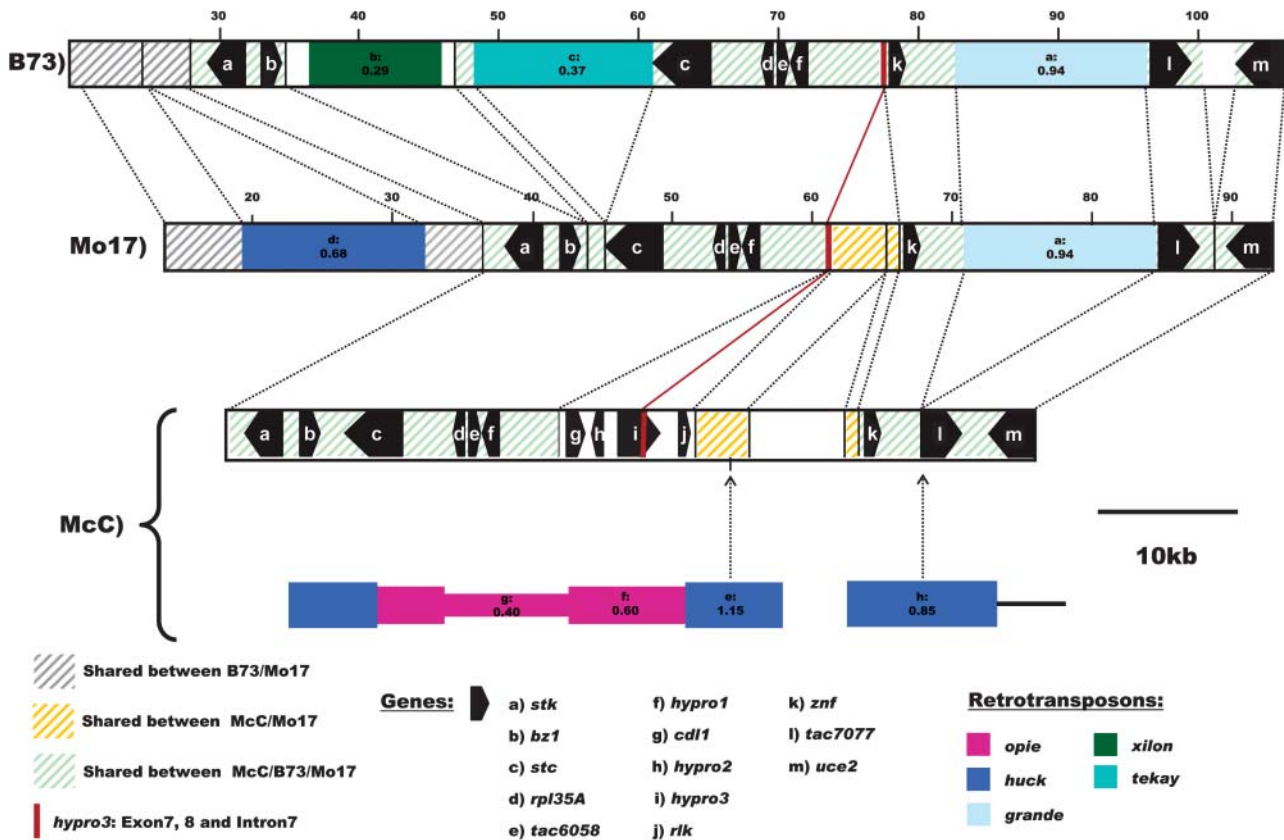 30 40 50 60 70 80 90 100
B73) a b b: 0.29 c: 0.37 c d e f k a: 0.94 l m
20 30 40 50 60 70 80 90
Mo17) d: 0.68 a b c d e f k a: 0.94 l m
a b c d e f g h i j k l m
McC)
10kb
g: 0.40 f: 0.60 e: 1.15 h: 0.85
Shared between B73/Mo17
Shared between McC/Mo17
Shared between McC/B73/Mo17
hypro3: Exon7, 8 and Intron7
Genes:
a) stk
b) bz1
c) stc
d) rpl35A
e) tac6058
f) hypro1
g) cdl1
h) hypro2
i) hypro3
j) rlk
k) znf
l) tac7077
m) uce2
Retrotransposons:
opie
huck
grande
xilon
tekay